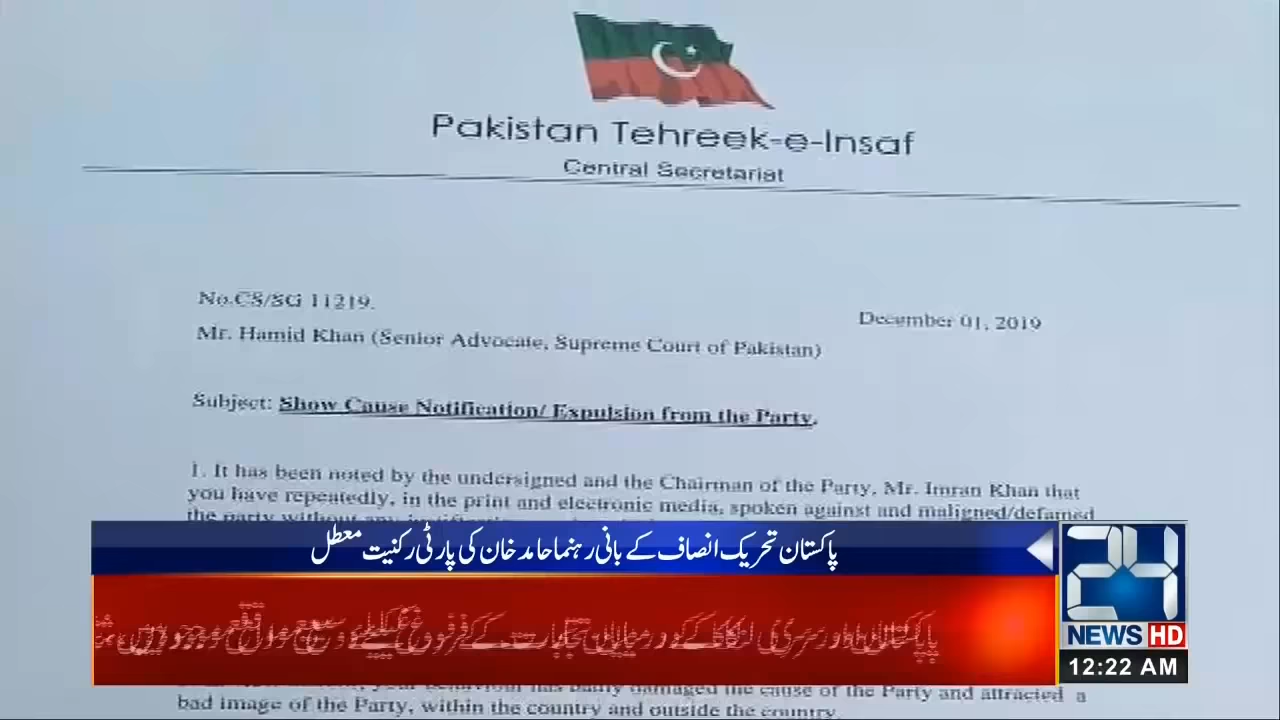 Pakistan Tehreek-e-Insaf
Central Secretariat
No.CS/SG 11219.
December 01, 2019
Mr. Hamid Khan (Senior Advocate, Supreme Court of Pakistan)
Subject: Show Cause Notification/ Expulsion from the Party.
1. It has been noted by the undersigned and the Chairman of the Party, Mr. Imran Khan that
you have repeatedly, in the print and electronic media, spoken against and maligned/defamed
the party without any
پاکستان تحریک انصاف کے بانی رہنما حامد خان کی پارٹی رکنیت معطل
24
NEWS HD
12:22 AM
damaged the cause of the Party and attracted a
bad image of the Party, within the country and outside the country.